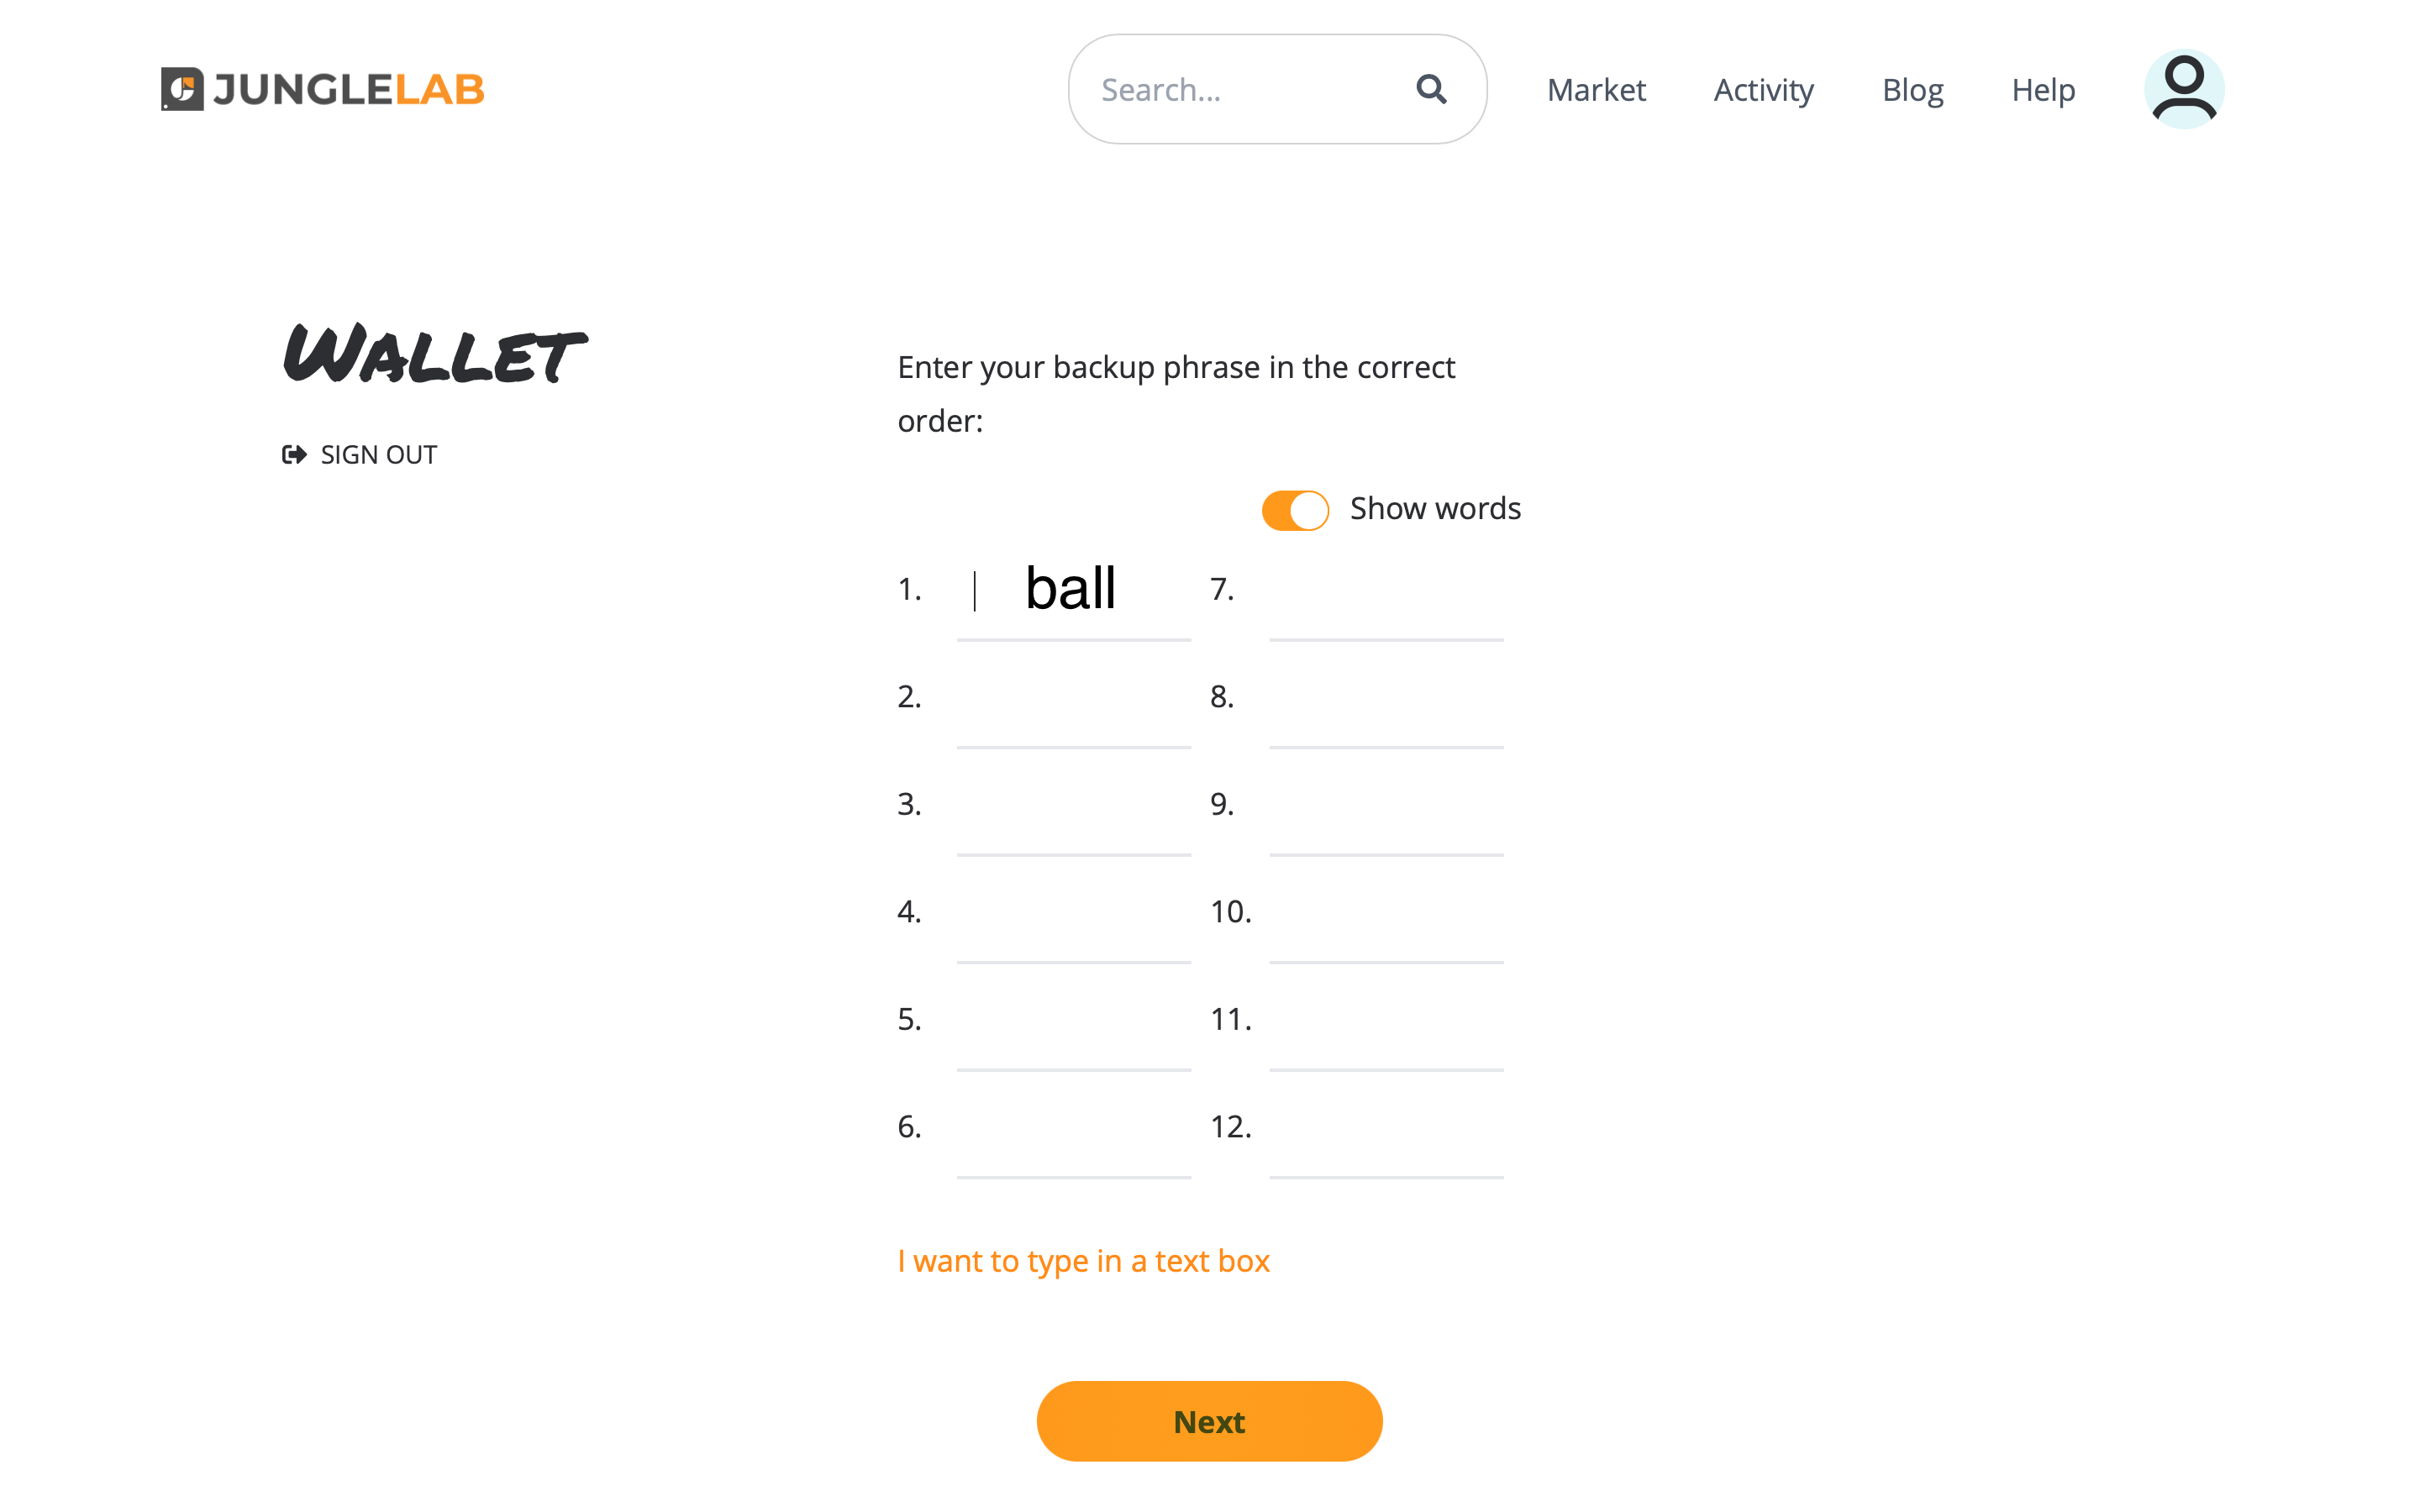 JUNGLELAB
Search...
Market
Activity
Blog
Help
WALLET
SIGN OUT
Enter your backup phrase in the correct
order:
Show words
1. ball
7.
2.
8.
3.
9.
4.
10.
5.
11.
6.
12.
I want to type in a text box
Next